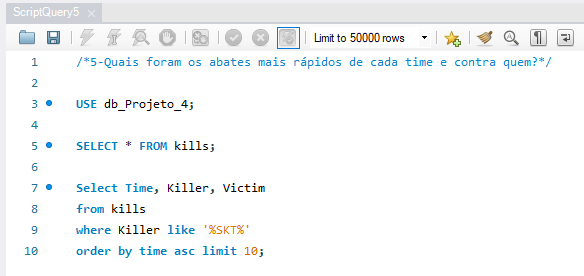 ScriptQuery5
Limit to 50000 rows
1 /*5-Quais foram os abates mais rápidos de cada time e contra quem?*/
2
3 USE db_Projeto_4;
4
5 SELECT * FROM kills;
6
7 Select Time, Killer, Victim
8 from kills
9 where Killer like '%SKT%'
10 order by time asc limit 10;